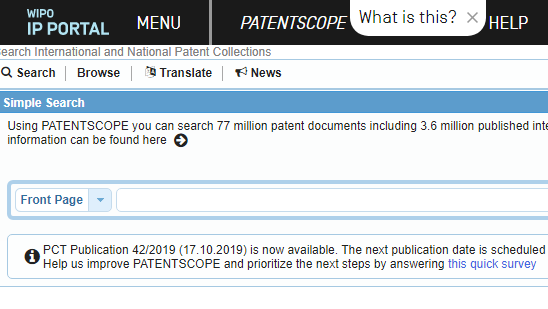 WIPO
IP PORTAL MENU PATENTSCOPE What is this? × HELP
Search International and National Patent Collections
Search Browse Translate News
Simple Search
Using PATENTSCOPE you can search 77 million patent documents including 3.6 million published inte
information can be found here
Front Page
PCT Publication 42/2019 (17.10.2019) is now available. The next publication date is scheduled
Help us improve PATENTSCOPE and prioritize the next steps by answering this quick survey